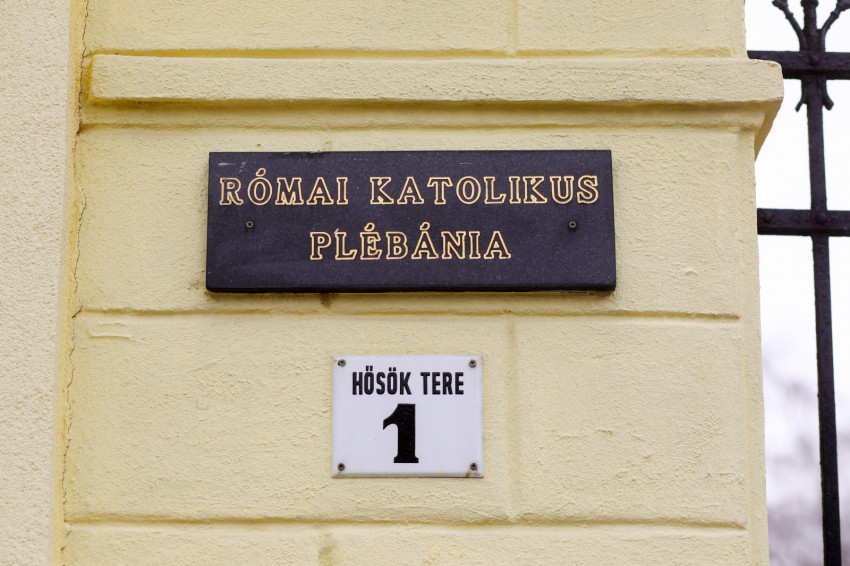 RÓMAI KATOLIKUS
PLÉBÁNIA
HŐSÖK TERE
1